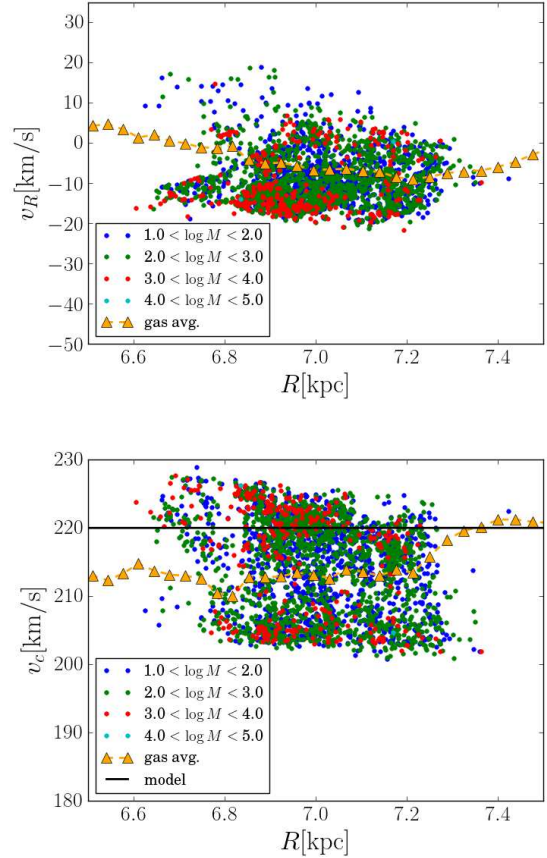 30
20
10
0
−10
−20
−30
−40
−50
v_R[km/s]
1.0 < log M < 2.0
2.0 < log M < 3.0
3.0 < log M < 4.0
4.0 < log M < 5.0
gas avg.
6.6 6.8 7.0 7.2 7.4
R[kpc]
230
220
210
200
190
180
v_c[km/s]
1.0 < log M < 2.0
2.0 < log M < 3.0
3.0 < log M < 4.0
4.0 < log M < 5.0
gas avg.
model
6.6 6.8 7.0 7.2 7.4
R[kpc]